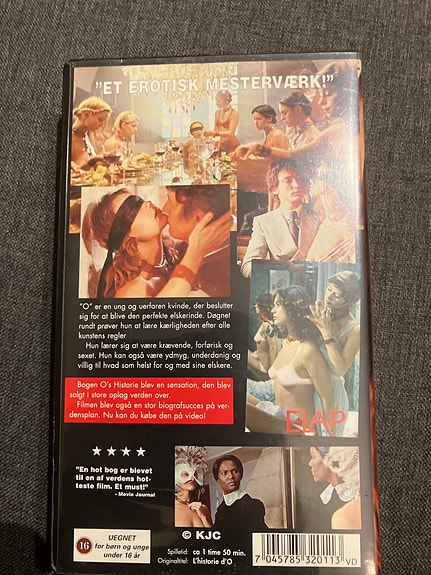 "ET EROTISK MESTERVÆRK!"
"O" er en ung og uerfaren kvinde, der beslutter
sig for at blive den perfekte elskerinde. Døgnet
rundt prøver hun at lære kærligheden efter alle
kunstens regler
Hun lærer sig at være krævende, forførisk og
sexet. Hun kan også være ydmyg, underdanig og
villig til hvad som helst for og med sine elskere.
Bogen O's Historie blev en sensation, den blev
solgt i store oplag verden over.
Filmen blev også en stor biografsucces på ver-
densplan. Nu kan du købe den på video!
★★★★
"En hot bog er blevet
til en af verdens hot-
teste film. Et must!"
- Movie Journal
16
UEGNET
for børn og unge
under 16 år
© KJC
Spilletid: ca 1 time 50 min.
Originaltitel: L'histoire d'O
7 045785 320113
VD